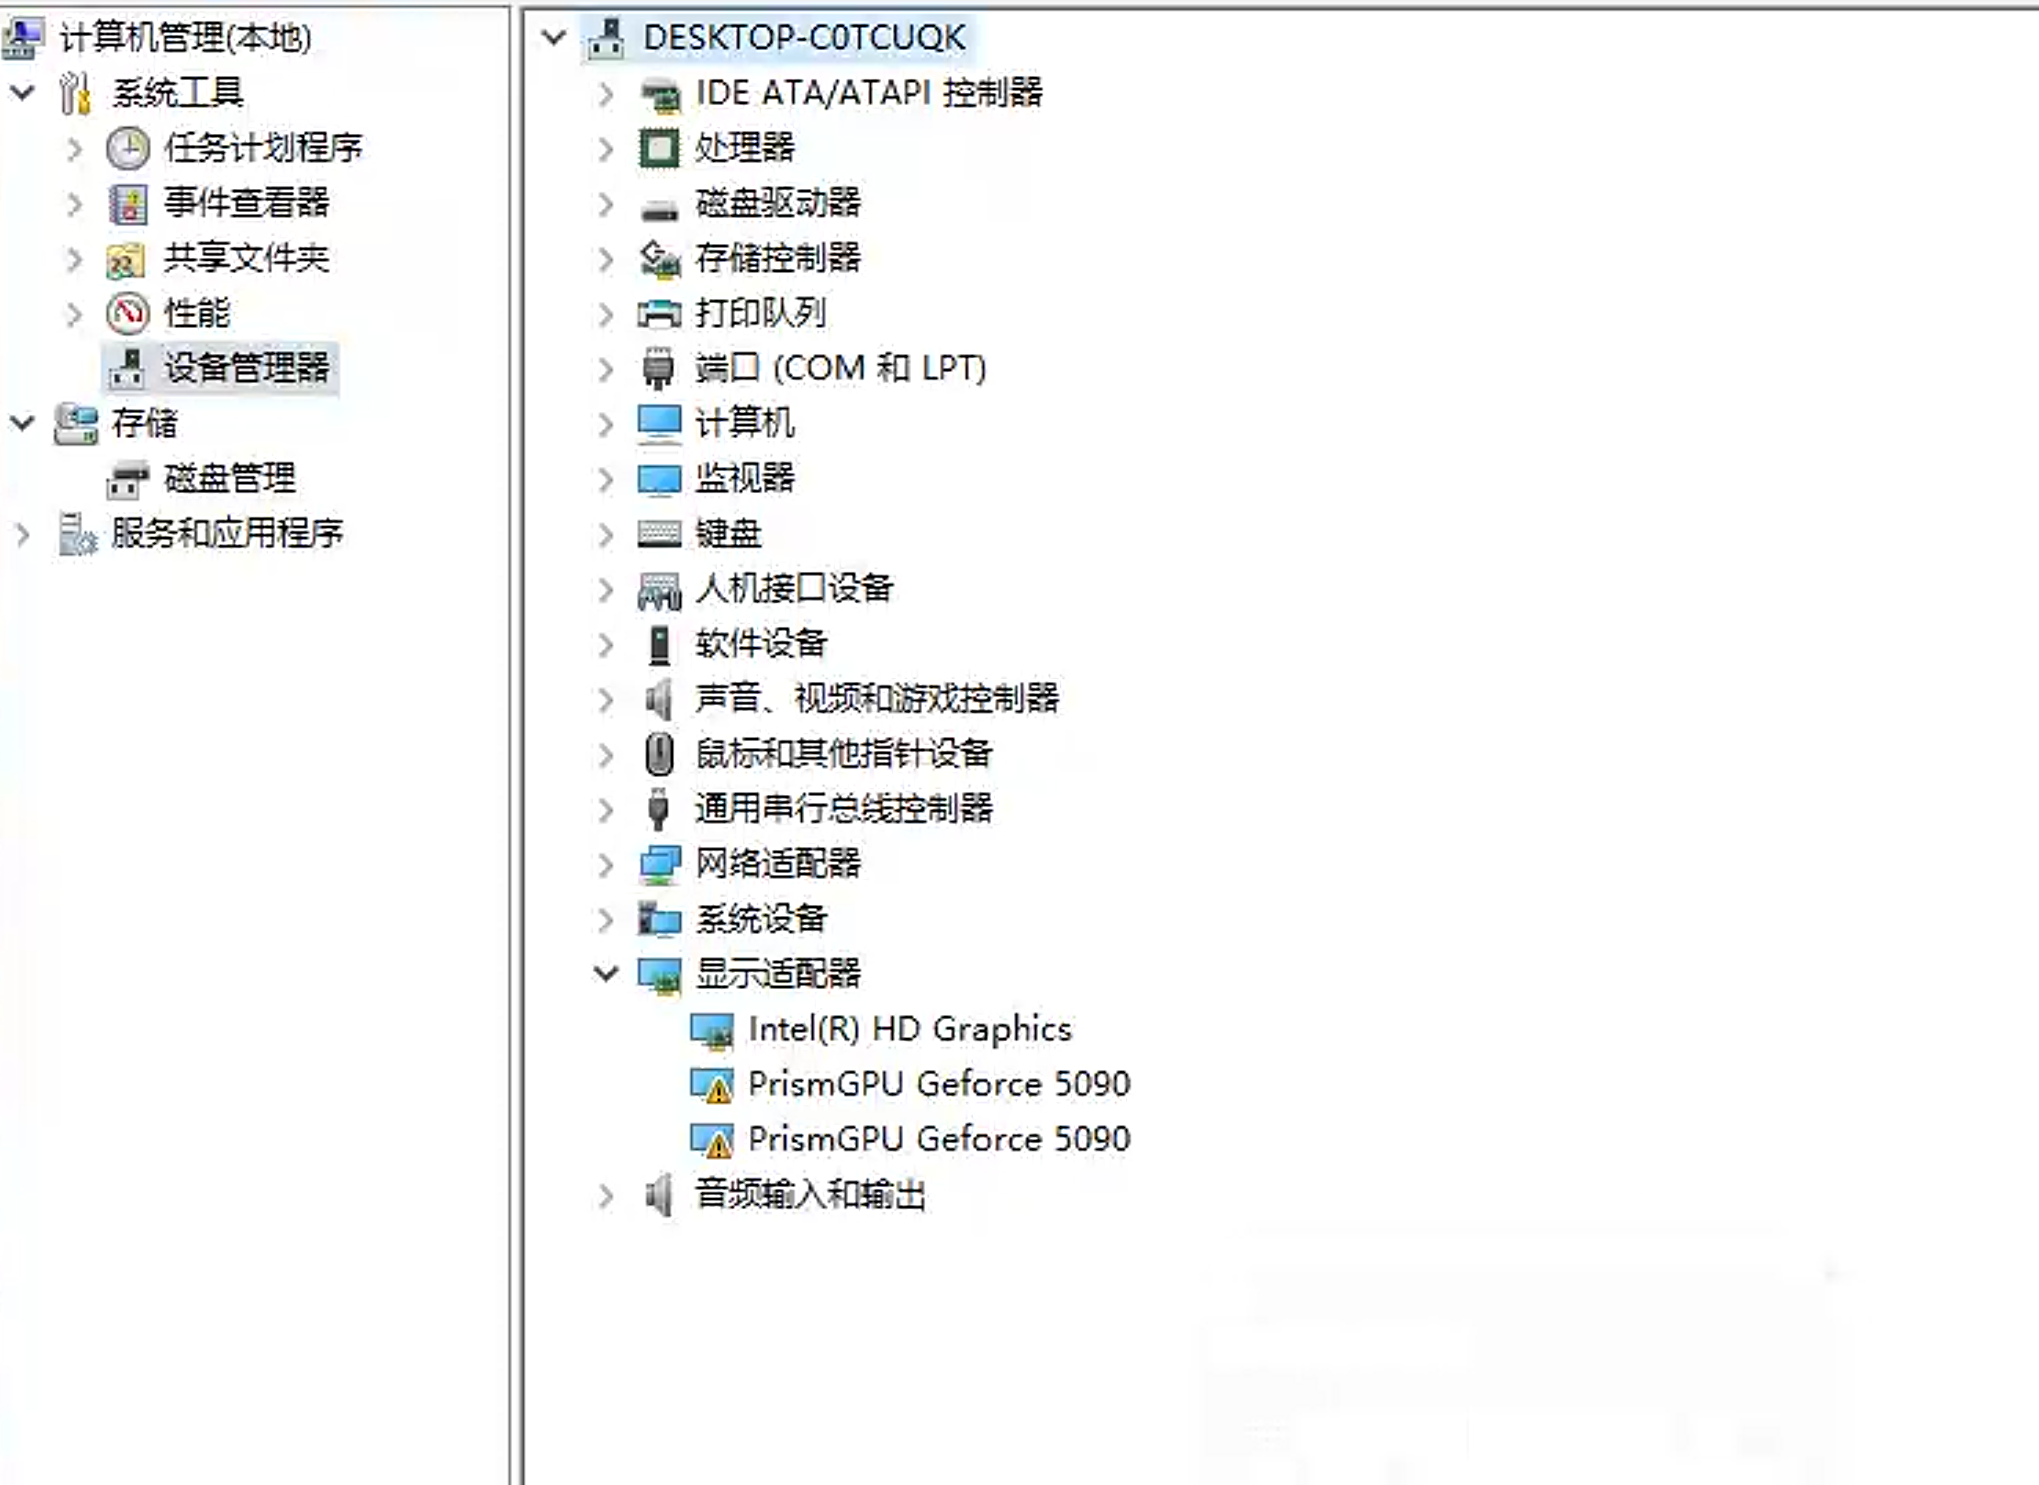 计算机管理(本地)
系统工具
任务计划程序
事件查看器
共享文件夹
性能
设备管理器
存储
磁盘管理
服务和应用程序
DESKTOP-C0TCUQK
IDE ATA/ATAPI 控制器
处理器
磁盘驱动器
存储控制器
打印队列
端口 (COM 和 LPT)
计算机
监视器
键盘
人机接口设备
软件设备
声音、视频和游戏控制器
鼠标和其他指针设备
通用串行总线控制器
网络适配器
系统设备
显示适配器
Intel(R) HD Graphics
PrismGPU Geforce 5090
PrismGPU Geforce 5090
音频输入和输出